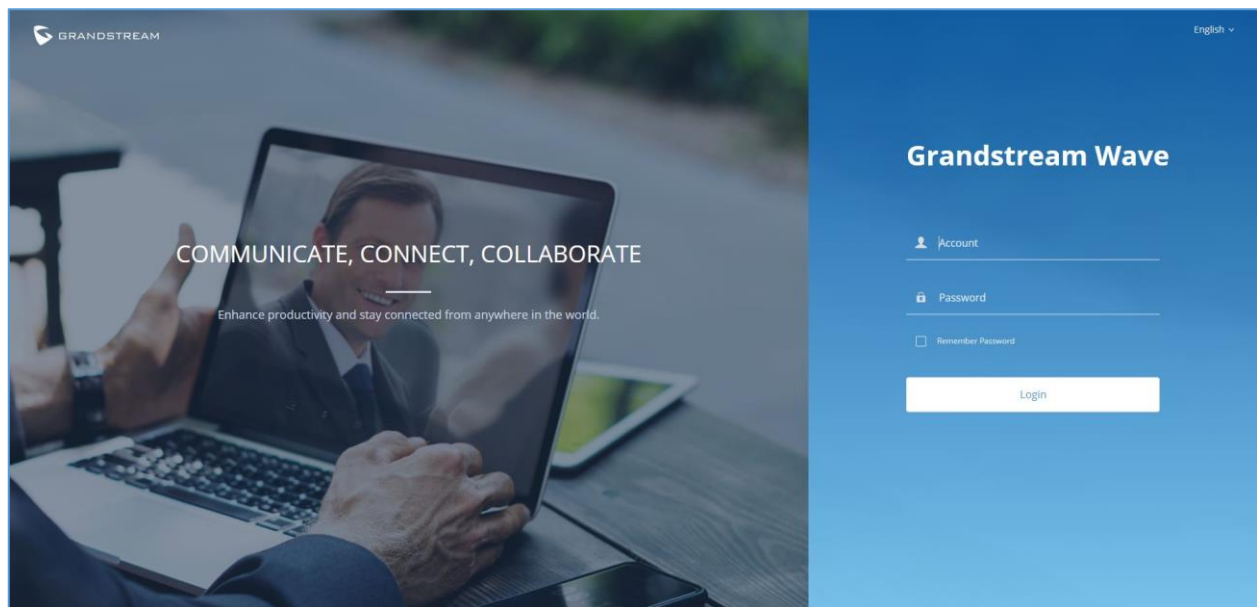 GRANDSTREAM
English
COMMUNICATE, CONNECT, COLLABORATE
Enhance productivity and stay connected from anywhere in the world.
Grandstream Wave
Account
Password
Remember Password
Login